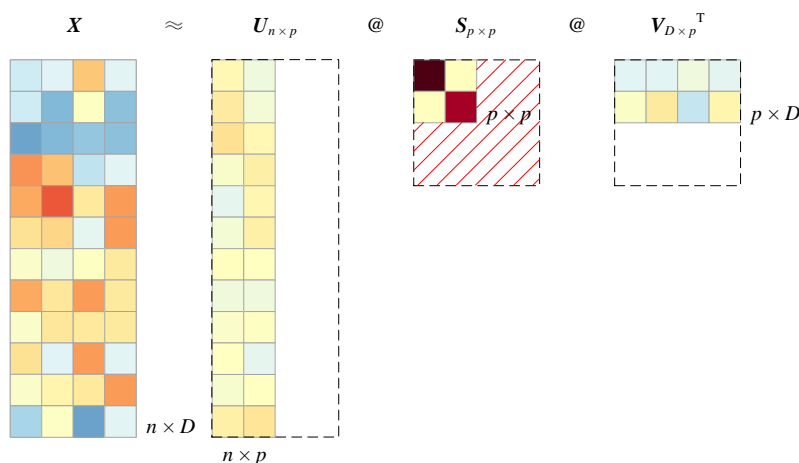 X ≈ U_{n×p} @ S_{p×p} @ V_{D×p}^T
p × p
p × D
n × D
n × p